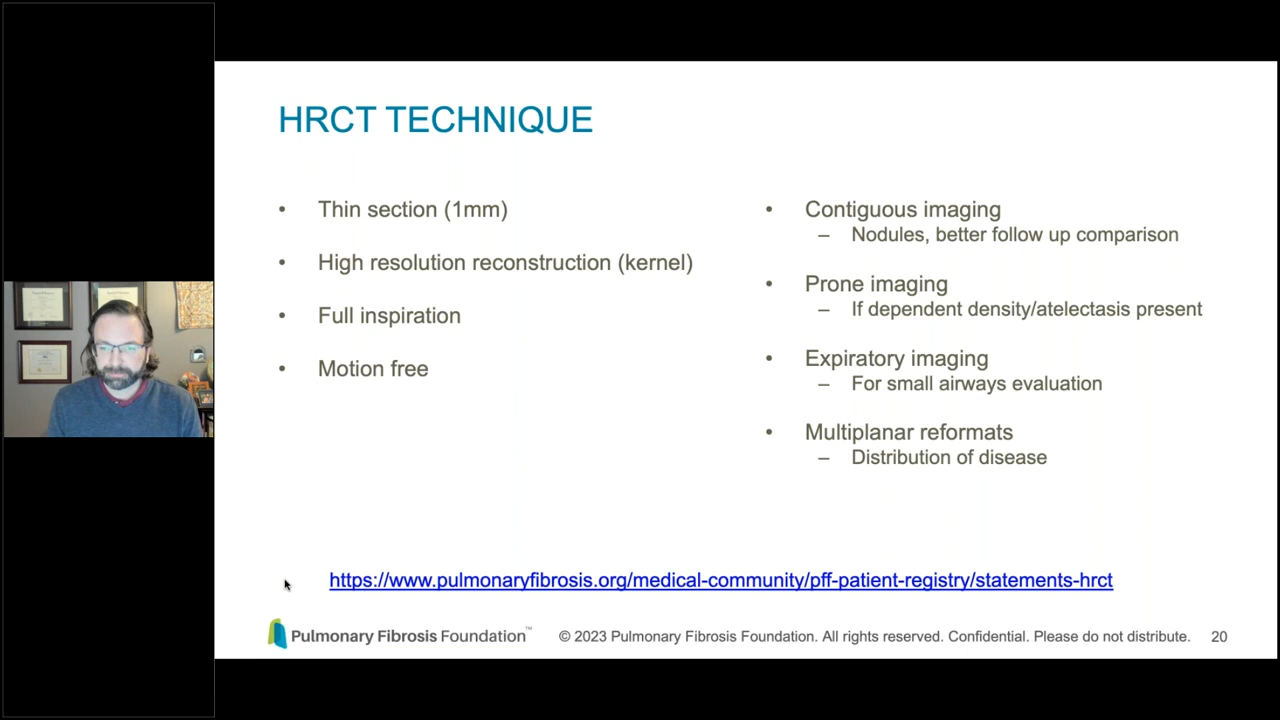 HRCT TECHNIQUE
• Thin section (1mm)
• High resolution reconstruction (kernel)
• Full inspiration
• Motion free
• Contiguous imaging
– Nodules, better follow up comparison
• Prone imaging
– If dependent density/atelectasis present
• Expiratory imaging
– For small airways evaluation
• Multiplanar reformats
– Distribution of disease
https://www.pulmonaryfibrosis.org/medical-community/pff-patient-registry/statements-hrct
Pulmonary Fibrosis Foundation™ © 2023 Pulmonary Fibrosis Foundation. All rights reserved. Confidential. Please do not distribute. 20